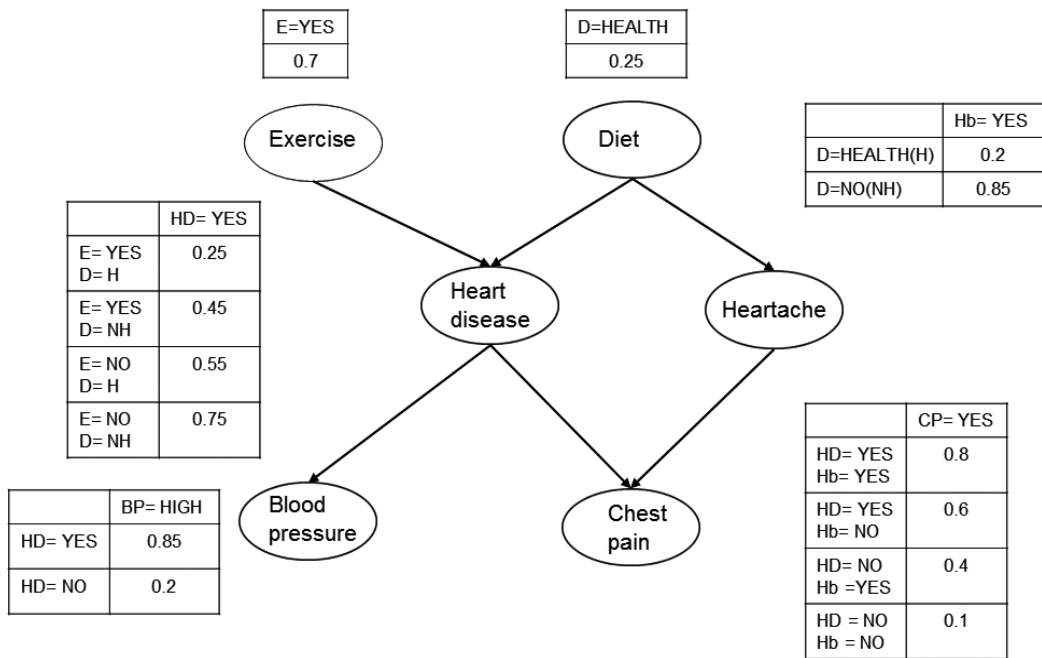 E=YES
0.7
D=HEALTH
0.25
Exercise
Diet
Hb= YES
D=HEALTH(H) 0.2
D=NO(NH) 0.85
HD= YES
E= YES
D= H
0.25
E= YES
D= NH
0.45
E= NO
D= H
0.55
E= NO
D= NH
0.75
Heart
disease
Heartache
CP= YES
HD= YES
Hb= YES
0.8
HD= YES
Hb= NO
0.6
HD= NO
Hb =YES
0.4
HD = NO
Hb = NO
0.1
BP= HIGH
HD= YES 0.85
HD= NO 0.2
Blood
pressure
Chest
pain